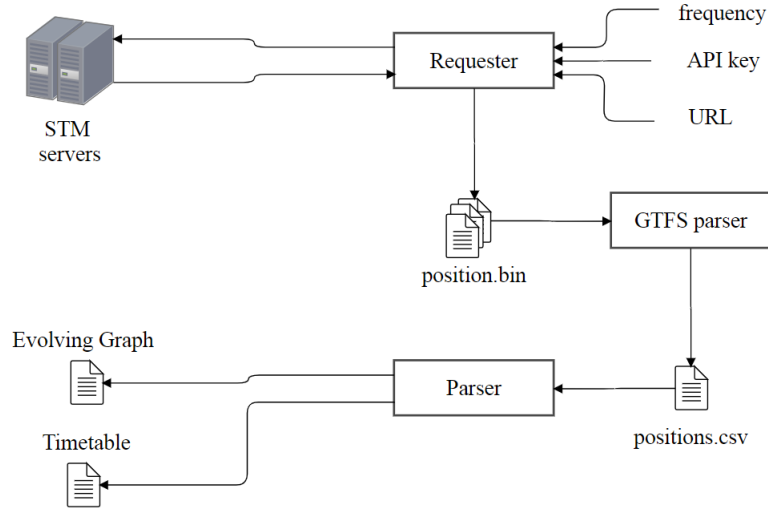 frequency
Requester
API key
URL
STM
servers
GTFS parser
position.bin
Evolving Graph
Parser
positions.csv
Timetable